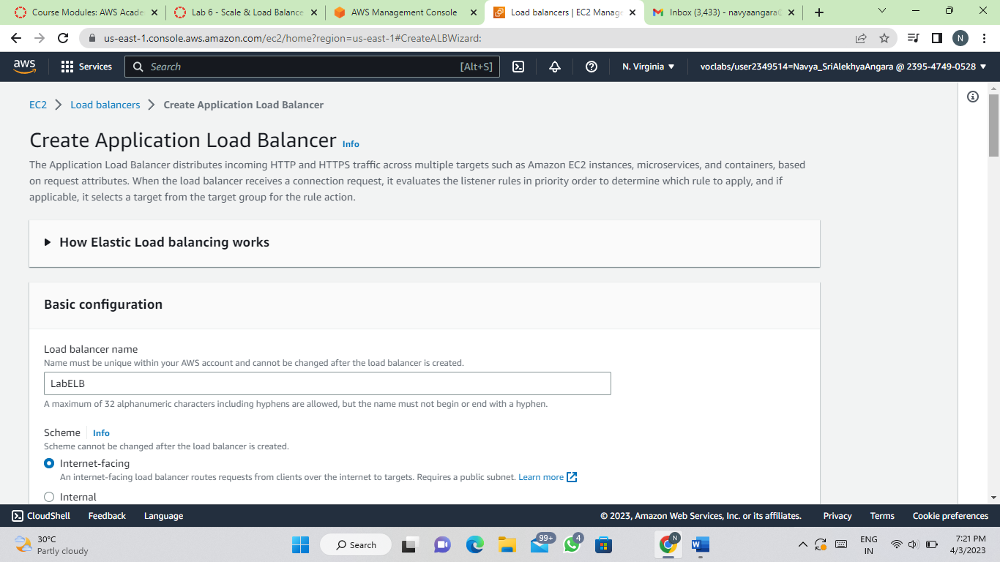 Course Modules: AWS Acade
Lab 6 - Scale & Load Balance
AWS Management Console
Load balancers | EC2 Manage
Inbox (3,433) - navyaangara@
us-east-1.console.aws.amazon.com/ec2/home?region=us-east-1#CreateALBWizard:
N
aws
Services
Search
[Alt+S]
N. Virginia
voclabs/user2349514=Navya_SriAlekhyaAngara @ 2395-4749-0528
EC2
Load balancers
Create Application Load Balancer
Create Application Load Balancer Info
The Application Load Balancer distributes incoming HTTP and HTTPS traffic across multiple targets such as Amazon EC2 instances, microservices, and containers, based
on request attributes. When the load balancer receives a connection request, it evaluates the listener rules in priority order to determine which rule to apply, and if
applicable, it selects a target from the target group for the rule action.
How Elastic Load balancing works
Basic configuration
Load balancer name
Name must be unique within your AWS account and cannot be changed after the load balancer is created.
LabELB
A maximum of 32 alphanumeric characters including hyphens are allowed, but the name must not begin or end with a hyphen.
Scheme Info
Scheme cannot be changed after the load balancer is created.
Internet-facing
An internet-facing load balancer routes requests from clients over the internet to targets. Requires a public subnet. Learn more
Internal
CloudShell
Feedback
Language
© 2023, Amazon Web Services, Inc. or its affiliates.
Privacy
Terms
Cookie preferences
30°C
Partly cloudy
Search
99+
4
N
W
ENG
IN
7:21 PM
4/3/2023